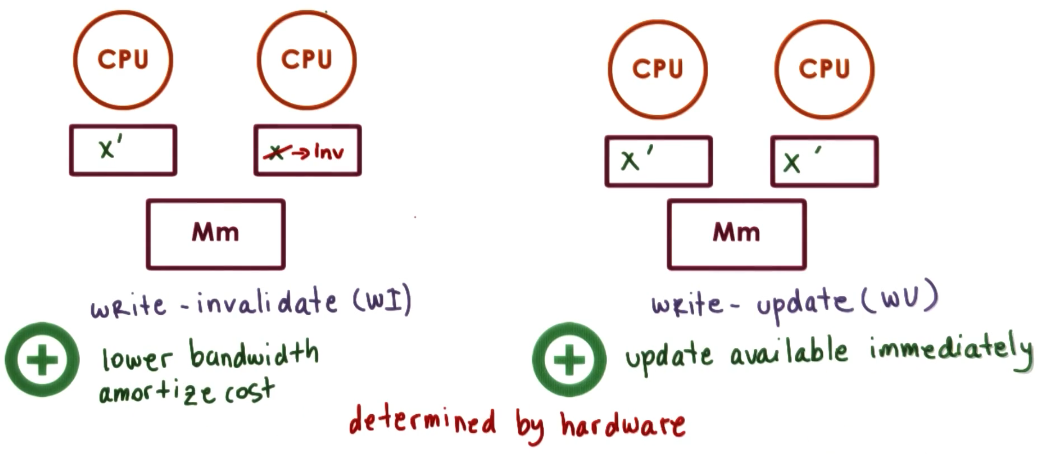 CPU CPU
x' x→Inv
Mm
write-invalidate (WI)
+ lower bandwidth
amortize cost
CPU CPU
x' x'
Mm
write-update (WU)
+ update available immediately
determined by hardware